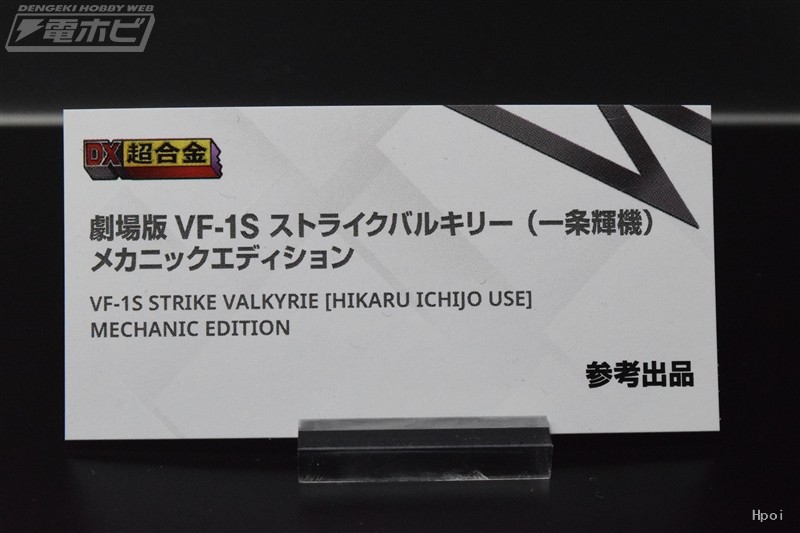 DENGEKI HOBBY WEB
電ホビ
DX超合金
劇場版 VF-1S ストライクバルキリー（一条輝機）
メカニックエディション
VF-1S STRIKE VALKYRIE [HIKARU ICHIJO USE]
MECHANIC EDITION
参考出品
Hpoi